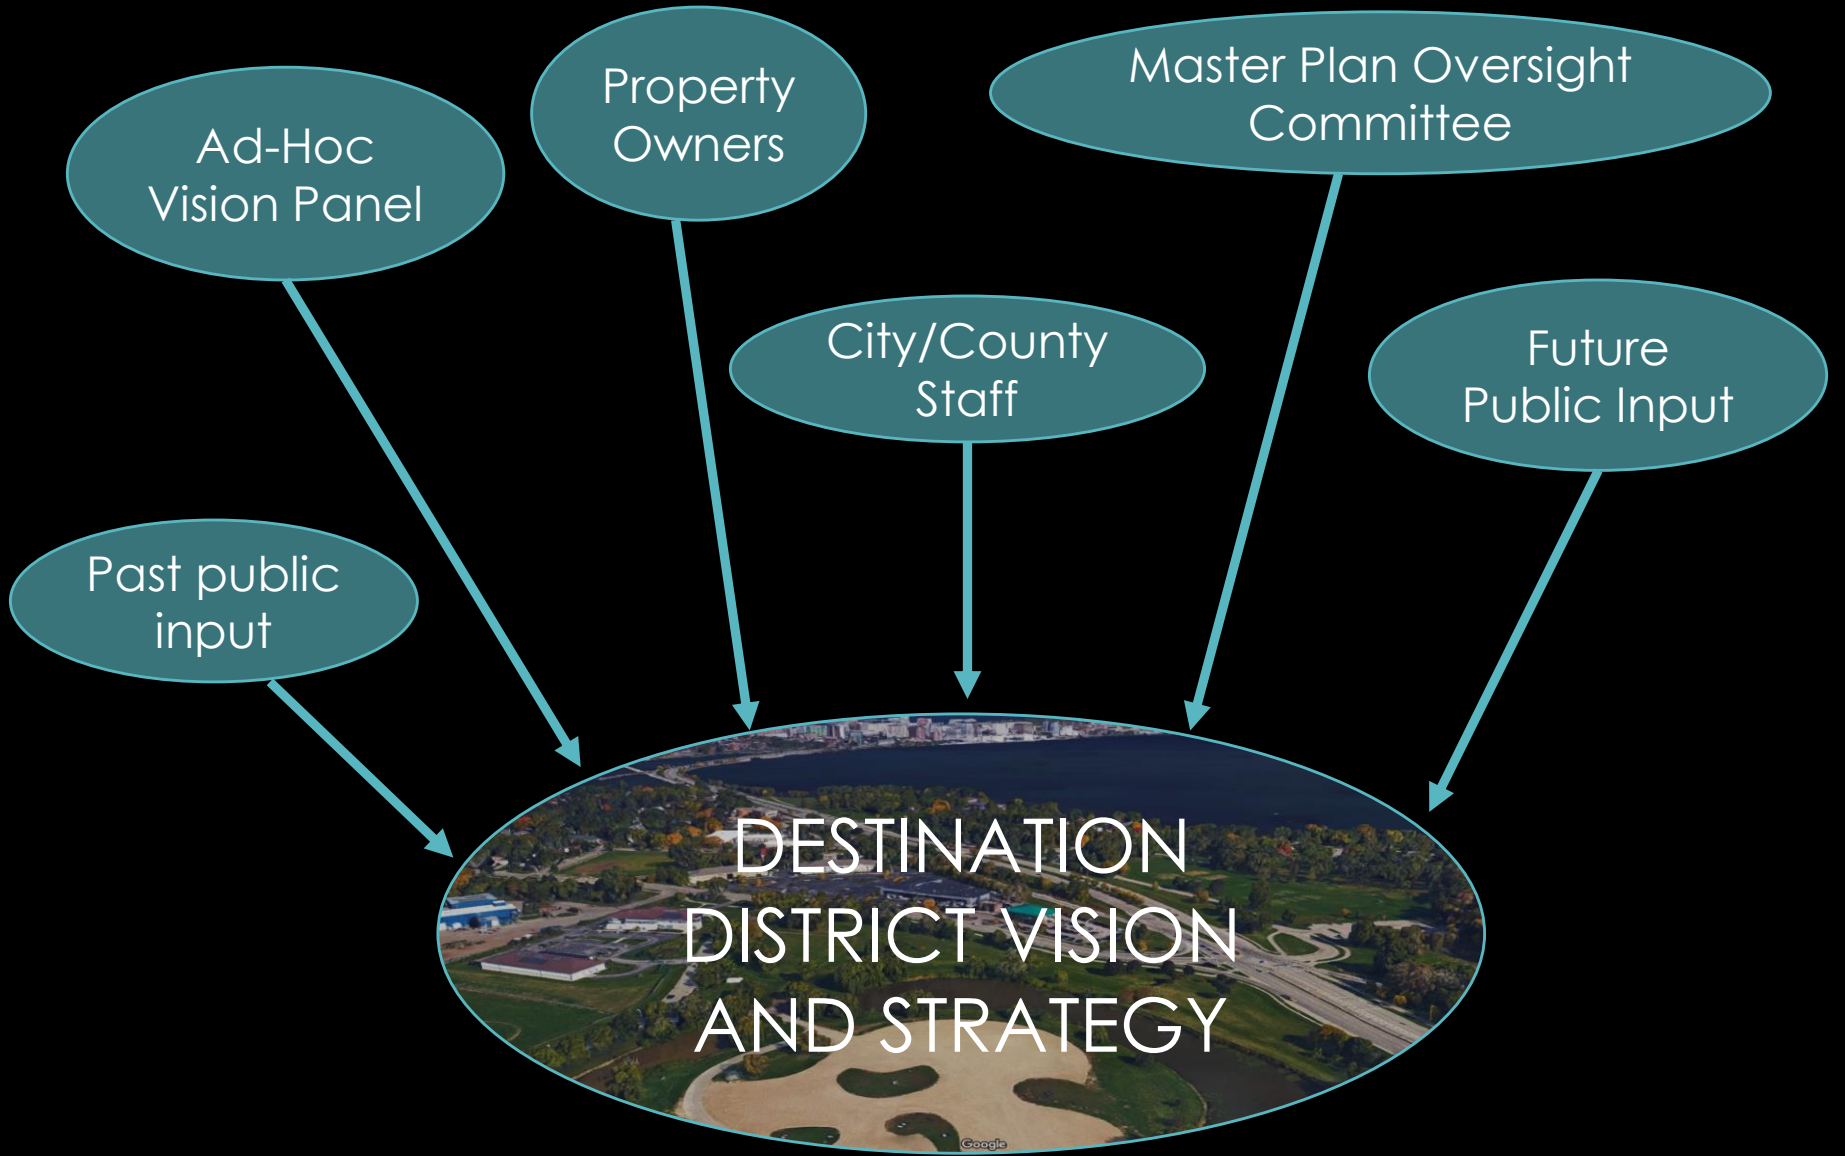 Ad-Hoc
Vision Panel
Property
Owners
Master Plan Oversight
Committee
City/County
Staff
Future
Public Input
Past public
input
DESTINATION
DISTRICT VISION
AND STRATEGY
Google